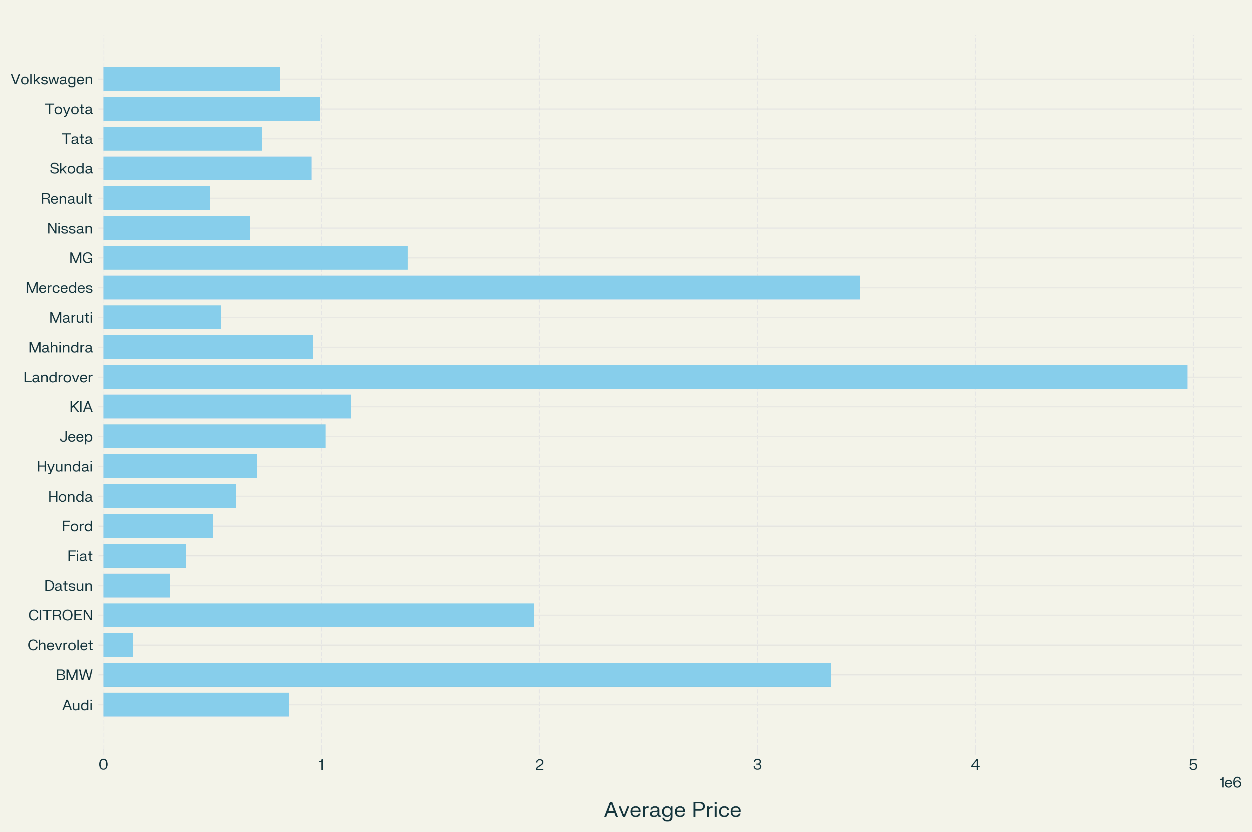 Volkswagen
Toyota
Tata
Skoda
Renault
Nissan
MG
Mercedes
Maruti
Mahindra
Landrover
KIA
Jeep
Hyundai
Honda
Ford
Fiat
Datsun
CITROEN
Chevrolet
BMW
Audi
0 1 2 3 4 5
1e6
Average Price